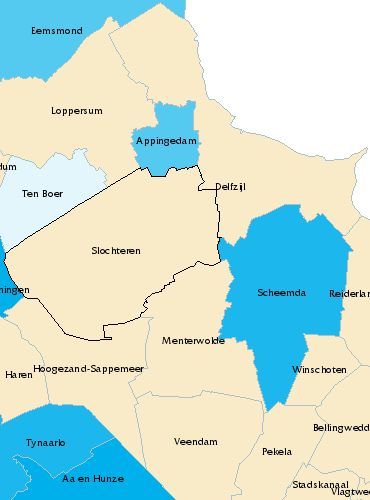 Eemsmond
Loppersum
Appingedam
dum
Ten Boer
Delfzijl
Slochteren
ningen
Scheemda
Reiderlan
Menterwolde
Haren
Hoogezand-Sappemeer
Winschoten
Bellingwedd
Tynaarlo
Veendam
Pekela
Aa en Hunze
Stadskanaal
Vlagtwed